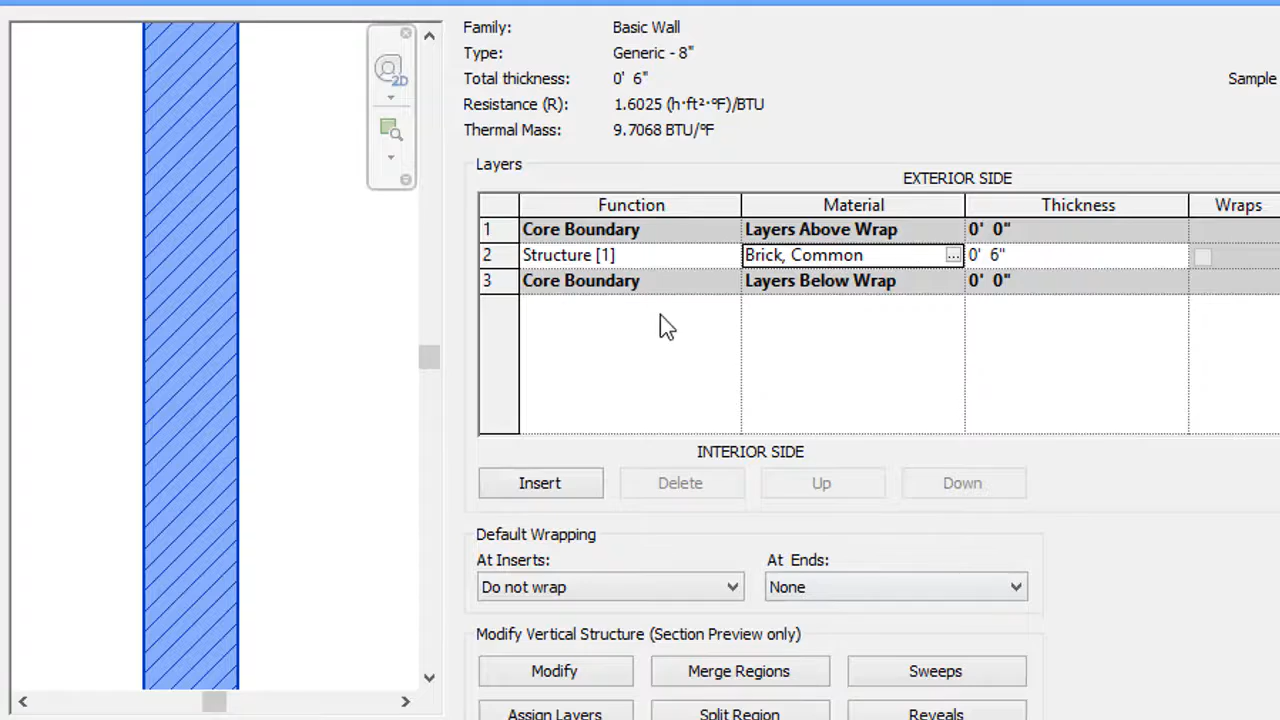 Family: Basic Wall
Type: Generic - 8"
Total thickness: 0' 6"
Sample
Resistance (R): 1.6025 (h·ft²·ºF)/BTU
Thermal Mass: 9.7068 BTU/ºF
2D
Layers
EXTERIOR SIDE
Function Material Thickness Wraps
1 Core Boundary Layers Above Wrap 0' 0"
2 Structure [1] Brick, Common ... 0' 6"
3 Core Boundary Layers Below Wrap 0' 0"
INTERIOR SIDE
Insert Delete Up Down
Default Wrapping
At Inserts: At Ends:
Do not wrap None
Modify Vertical Structure (Section Preview only)
Modify Merge Regions Sweeps
Assign Layers Split Region Reveals